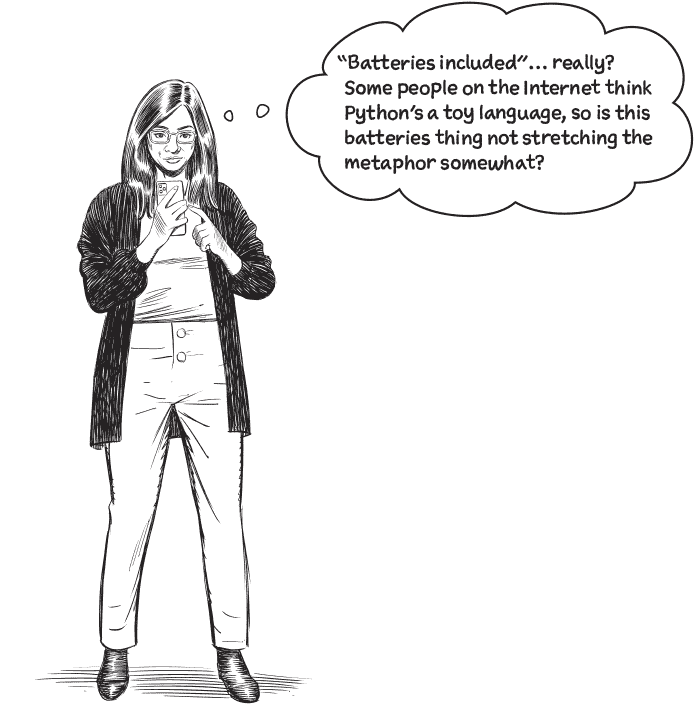 “Batteries included”... really?
Some people on the Internet think
Python's a toy language, so is this
batteries thing not stretching the
metaphor somewhat?